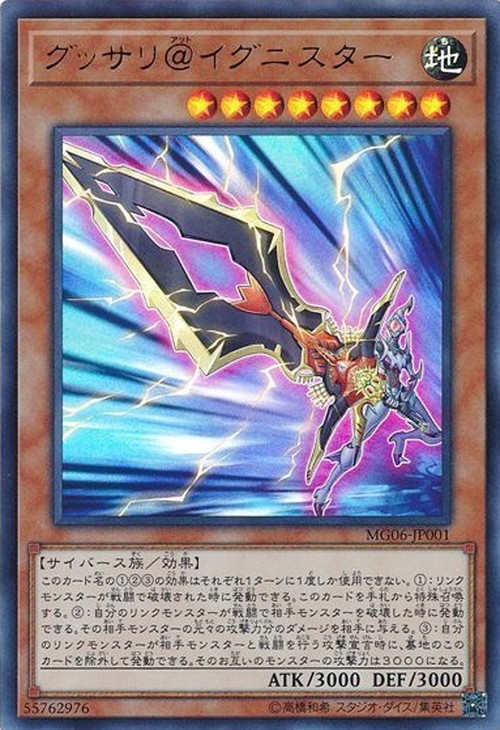 グッサリ@イグニスター
アット
地
ち
MG06-JP001
【サイバース族／効果】
このカード名の①②③の効果はそれぞれ1ターンに1度しか使用できない。①：リンク
モンスターが戦闘で破壊された時に発動できる。このカードを手札から特殊召喚
する。②：自分のリンクモンスターが戦闘で相手モンスターを破壊した時に発動
できる。その相手モンスターの元々の攻撃力分のダメージを相手に与える。③：自分
のリンクモンスターが相手モンスターと戦闘を行う攻撃宣言時に、墓地のこの
カードを除外して発動できる。そのお互いのモンスターの攻撃力は3000になる。
ATK/3000 DEF/3000
55762976
©高橋和希 スタジオ・ダイス/集英社